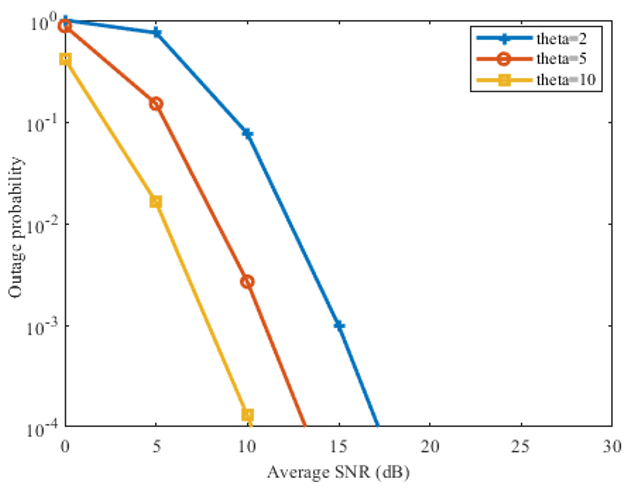 10^0
10^-1
10^-2
10^-3
10^-4
Outage probability
theta=2
theta=5
theta=10
0 5 10 15 20 25 30
Average SNR (dB)